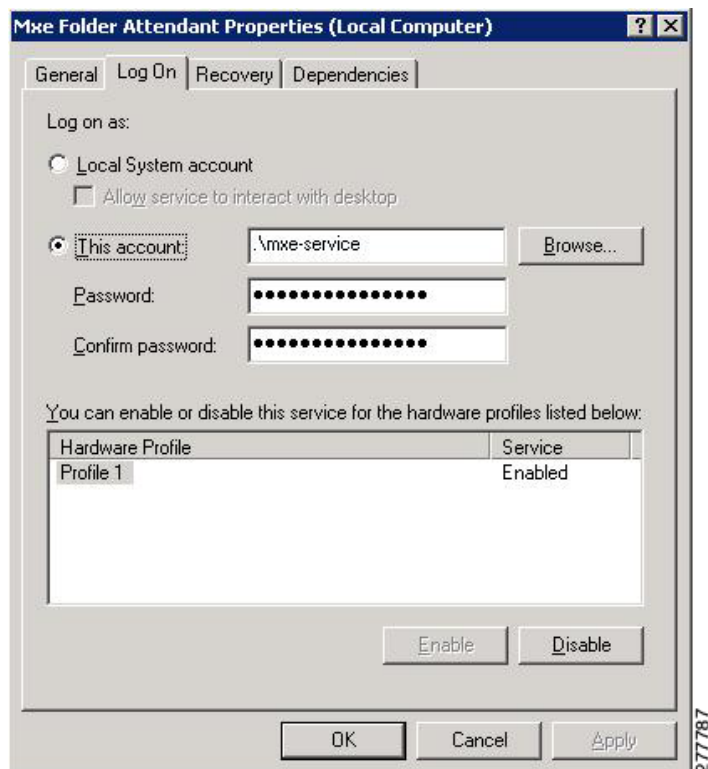 Mxe Folder Attendant Properties (Local Computer)
General Log On Recovery Dependencies
Log on as:
Local System account
Allow service to interact with desktop
This account: .\mxe-service Browse...
Password: ●●●●●●●●●●●●●●●
Confirm password: ●●●●●●●●●●●●●●●
You can enable or disable this service for the hardware profiles listed below:
Hardware Profile Service
Profile 1 Enabled
Enable Disable
OK Cancel Apply
277787